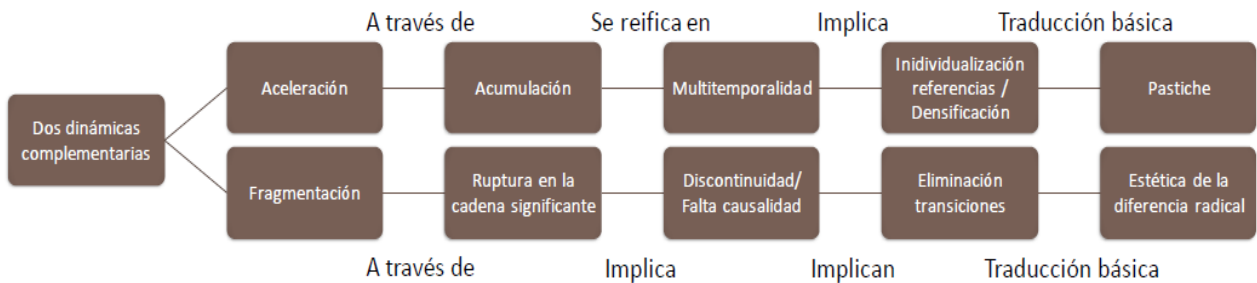 A través de
Se reifica en
Implica
Traducción básica
Dos dinámicas
complementarias
Aceleración
Acumulación
Multitemporalidad
Inidividualización
referencias /
Densificación
Pastiche
Fragmentación
Ruptura en la
cadena significante
Discontinuidad/
Falta causalidad
Eliminación
transiciones
Estética de la
diferencia radical
A través de
Implica
Implican
Traducción básica